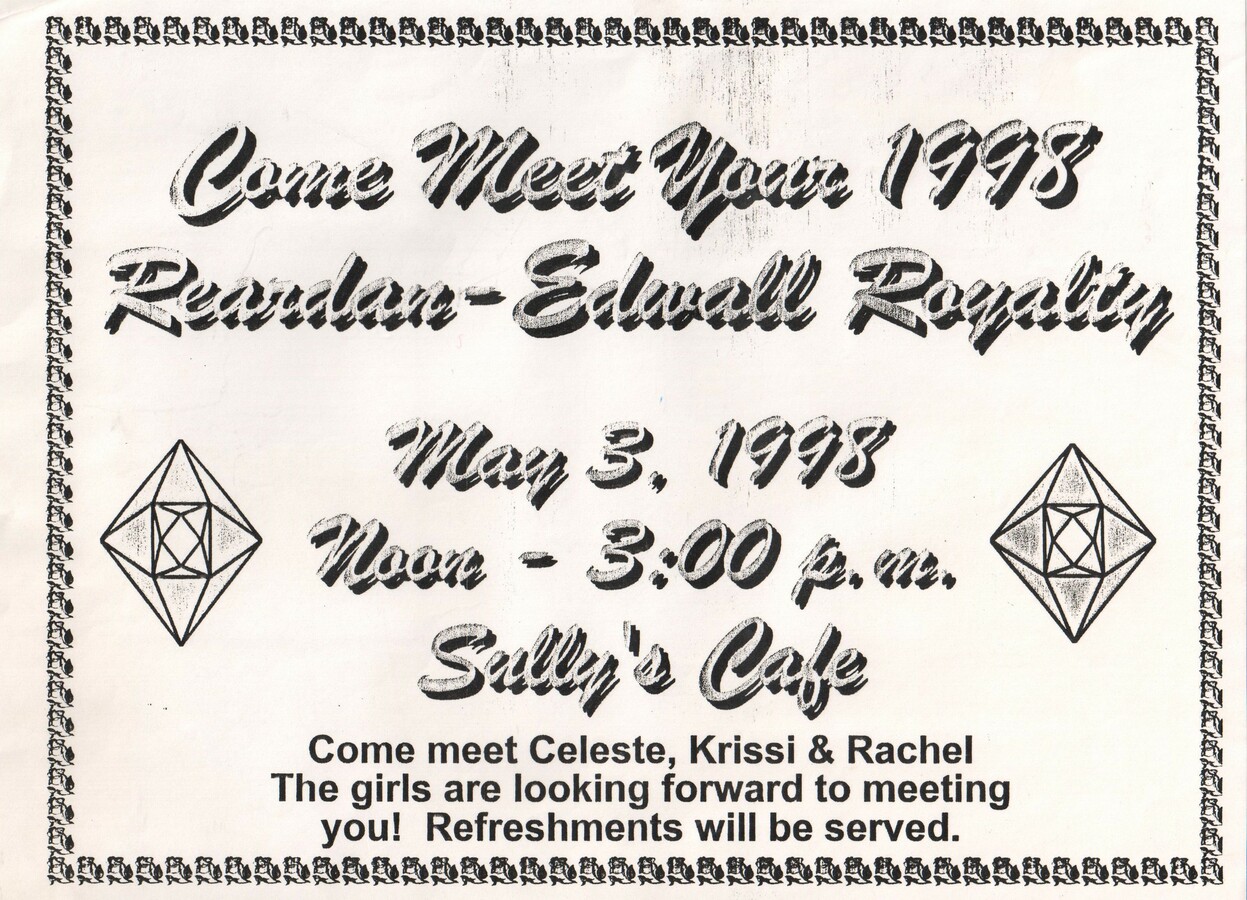 Come Meet Your 1998
Reardan-Edwall Royalty
May 3, 1998
Noon - 3:00 p.m.
Sully's Cafe
Come meet Celeste, Krissi & Rachel
The girls are looking forward to meeting
you!  Refreshments will be served.